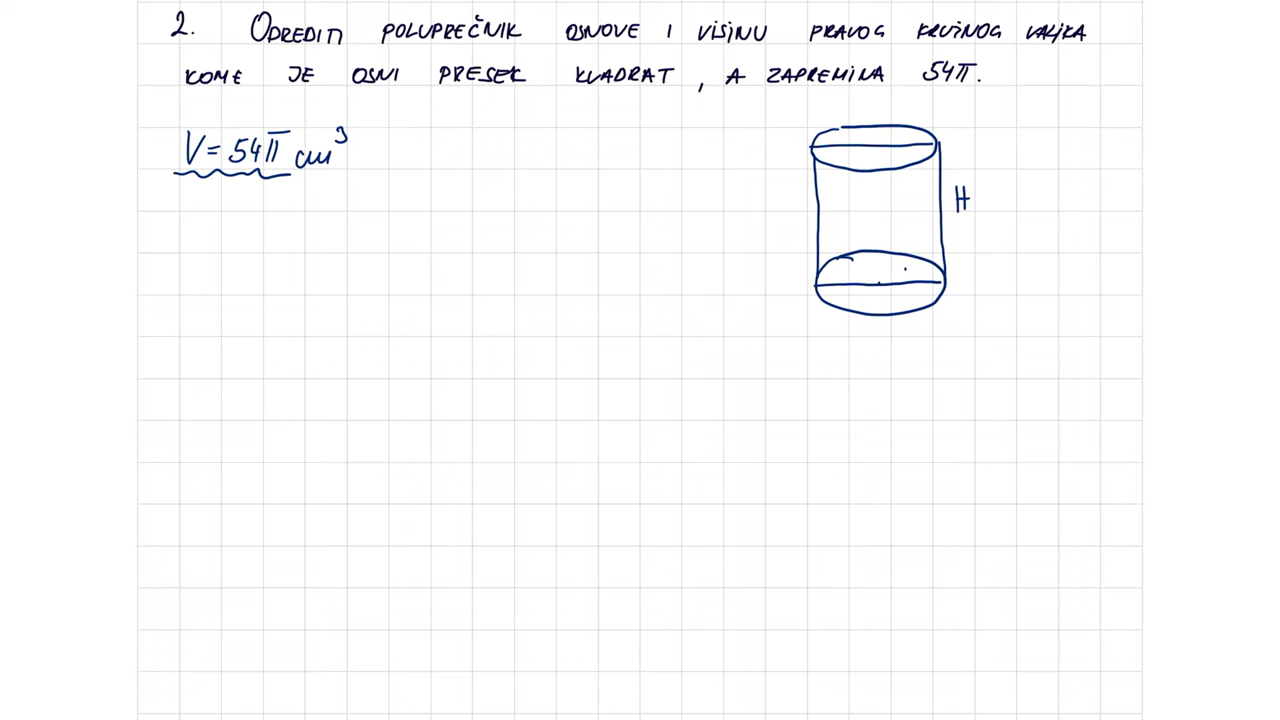 2. ODREDITI POLUPREČNIK OSNOVE I VISINU PRAVOG KRUŽNOG VALJKA
KOME JE OSNI PRESEK KVADRAT, A ZAPREMINA 54π.
V = 54π cm³
H